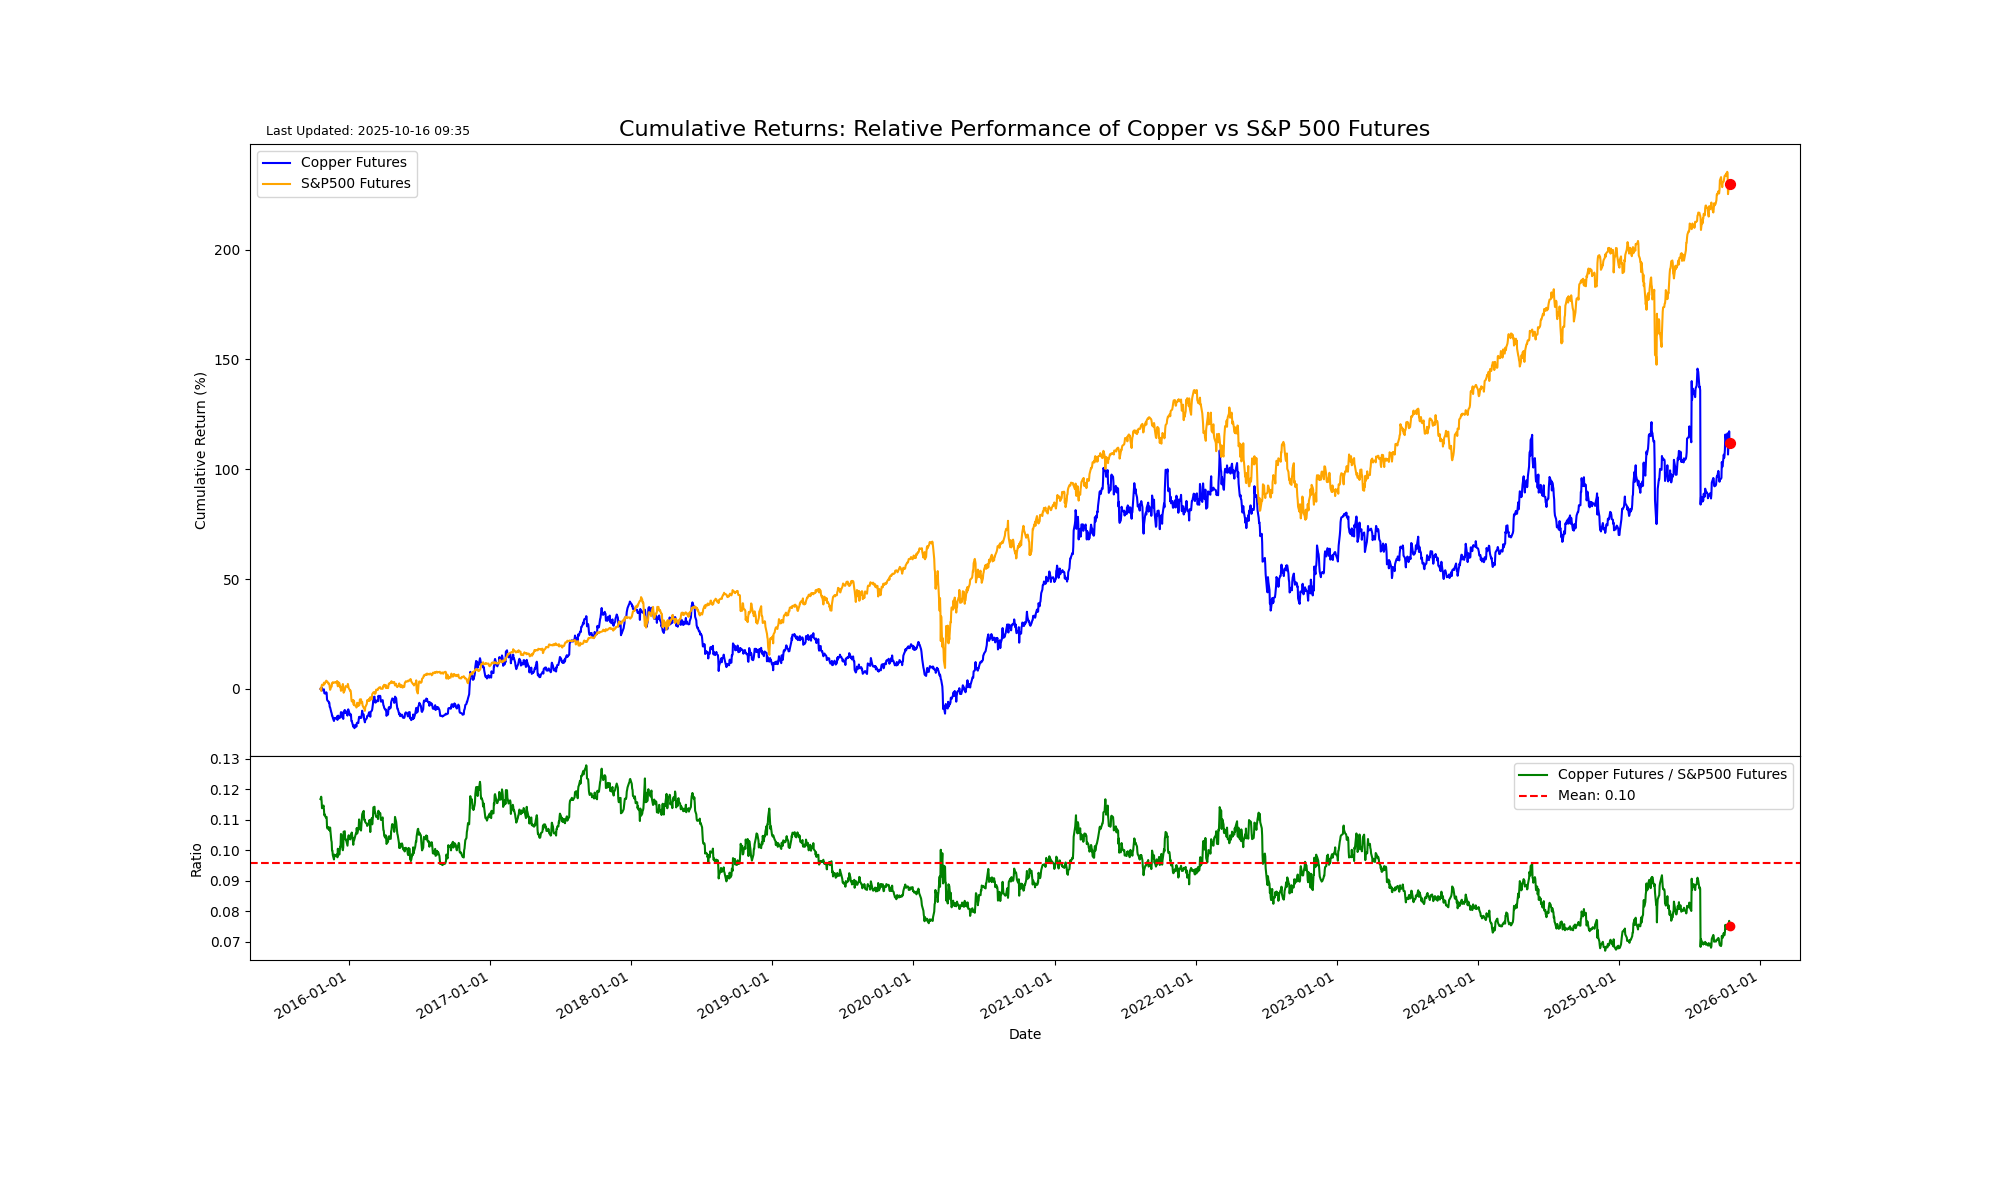 Last Updated: 2025-10-16 09:35
Cumulative Returns: Relative Performance of Copper vs S&P 500 Futures
Copper Futures
S&P500 Futures
200
150
100
50
0
Cumulative Return (%)
Copper Futures / S&P500 Futures
Mean: 0.10
0.13
0.12
0.11
0.10
0.09
0.08
0.07
Ratio
2016-01-01
2017-01-01
2018-01-01
2019-01-01
2020-01-01
2021-01-01
2022-01-01
2023-01-01
2024-01-01
2025-01-01
2026-01-01
Date